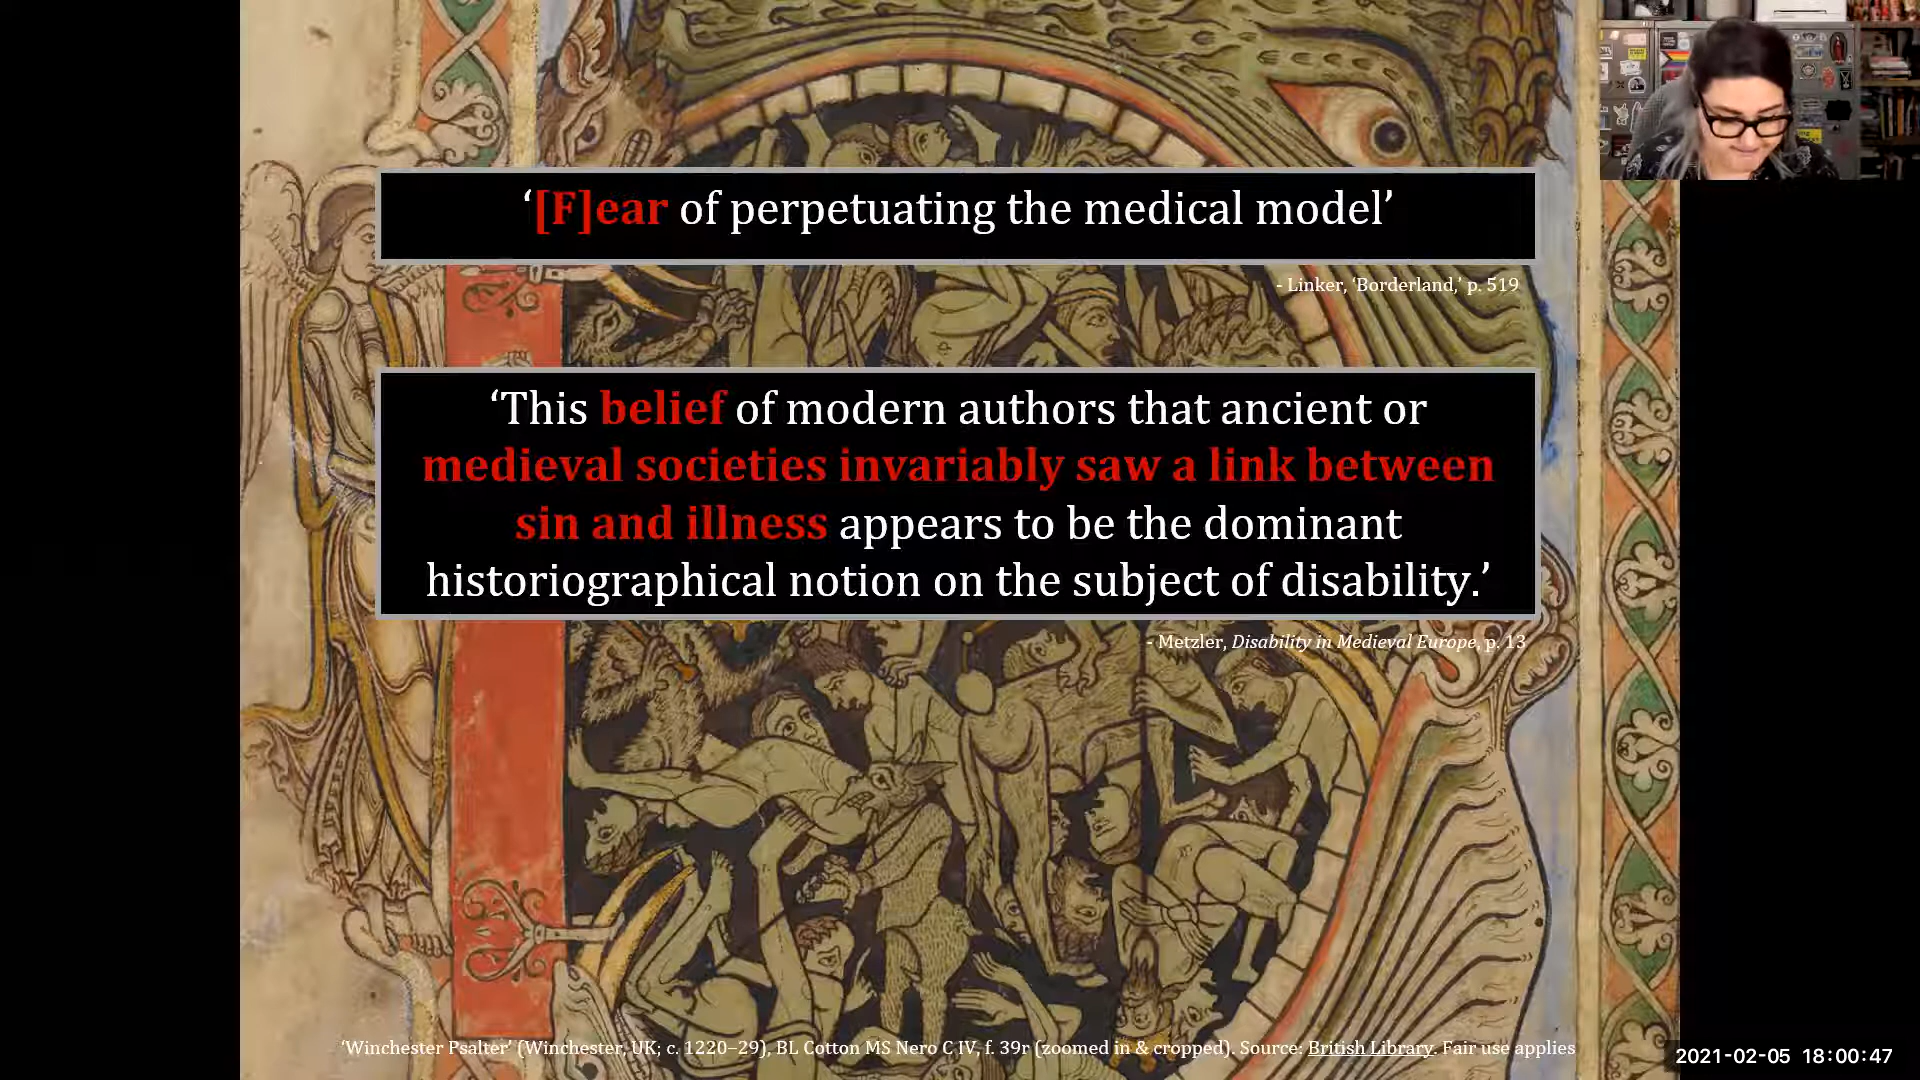 ‘[F]ear of perpetuating the medical model’
- Linker, ‘Borderland,’ p. 519
‘This belief of modern authors that ancient or
medieval societies invariably saw a link between
sin and illness appears to be the dominant
historiographical notion on the subject of disability.’
- Metzler, Disability in Medieval Europe, p. 13
‘Winchester Psalter’ (Winchester, UK; c. 1220–29), BL Cotton MS Nero C IV, f. 39r (zoomed in & cropped). Source: British Library. Fair use applies
2021-02-05 18:00:47